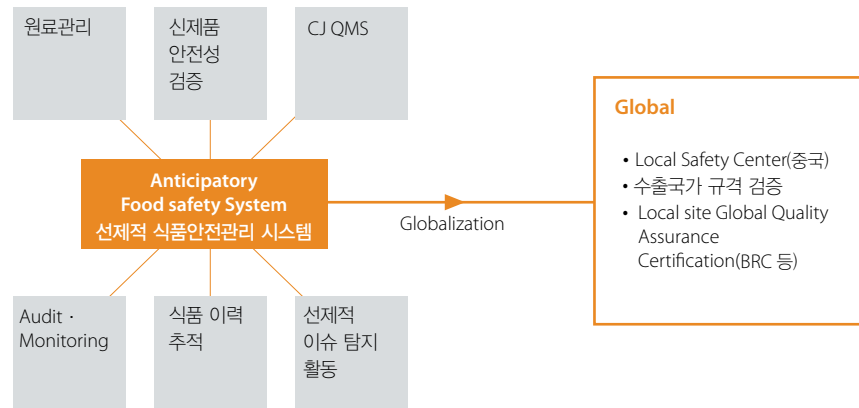 원료관리
신제품
안전성
검증
CJ QMS
Anticipatory
Food safety System
선제적 식품안전관리 시스템
Globalization
Global
• Local Safety Center(중국)
• 수출국가 규격 검증
• Local site Global Quality
Assurance
Certification(BRC 등)
Audit ·
Monitoring
식품 이력
추적
선제적
이슈 탐지
활동